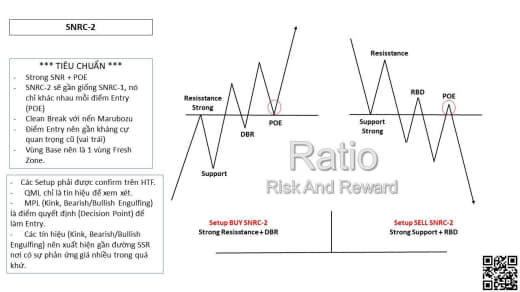 SNRC-2
*** TIÊU CHUẨN ***
- Strong SNR + POE
- SNRC-2 sẽ gần giống SNRC-1, nó
chỉ khác nhau mỗi điểm Entry
(POE)
- Clean Break với nến Marubozu
- Điểm Entry nên gần kháng cự
quan trọng cũ (vai trái)
- Vùng Base nên là 1 vùng Fresh
Zone.
- Các Setup phải được confirm trên HTF.
- QML chỉ là tín hiệu để xem xét.
- MPL (Kink, Bearish/Bullish Engulfing)
là điểm quyết định (Decision Point) để
làm Entry.
- Các tín hiệu (Kink, Bearish/Bullish
Engulfing) nên xuất hiện gần đường SSR
nơi có sự phản ứng giá nhiều trong quá
khứ.
Resisstance
Strong
Support
DBR
POE
Resisstance
Support
Strong
RBD
POE
Ratio
Risk And Reward
Setup BUY SNRC-2
Strong Resisstance+DBR
Setup SELL SNRC-2
Strong Support + RBD